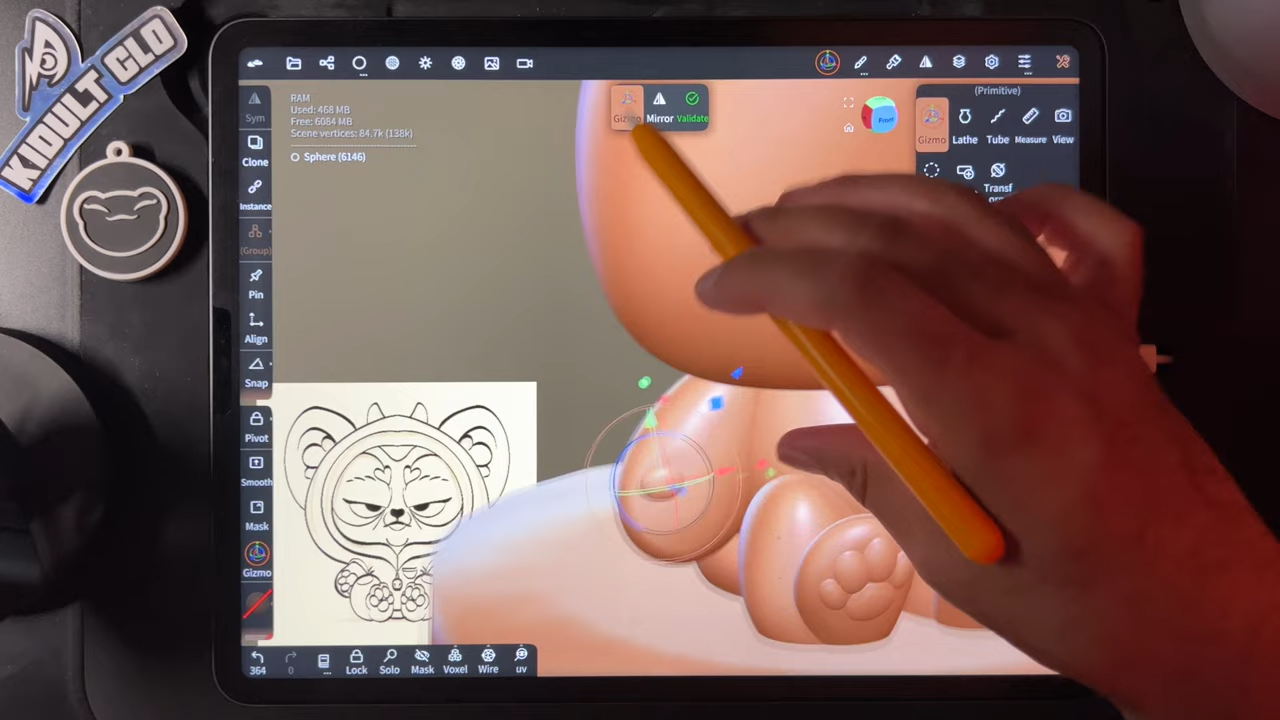 KIDULT GLO
RAM
Used: 468 MB
Free: 6084 MB
Scene vertices: 84.7k (138k)
Sphere (6146)
Gizmo
Mirror
Validate
Front
(Primitive)
Gizmo
Lathe
Tube
Measure
View
Transf
orm
Sym
Clone
Instance
(Group)
Pin
Align
Snap
Pivot
Smooth
Mask
Gizmo
364
0
Lock
Solo
Mask
Voxel
Wire
uv